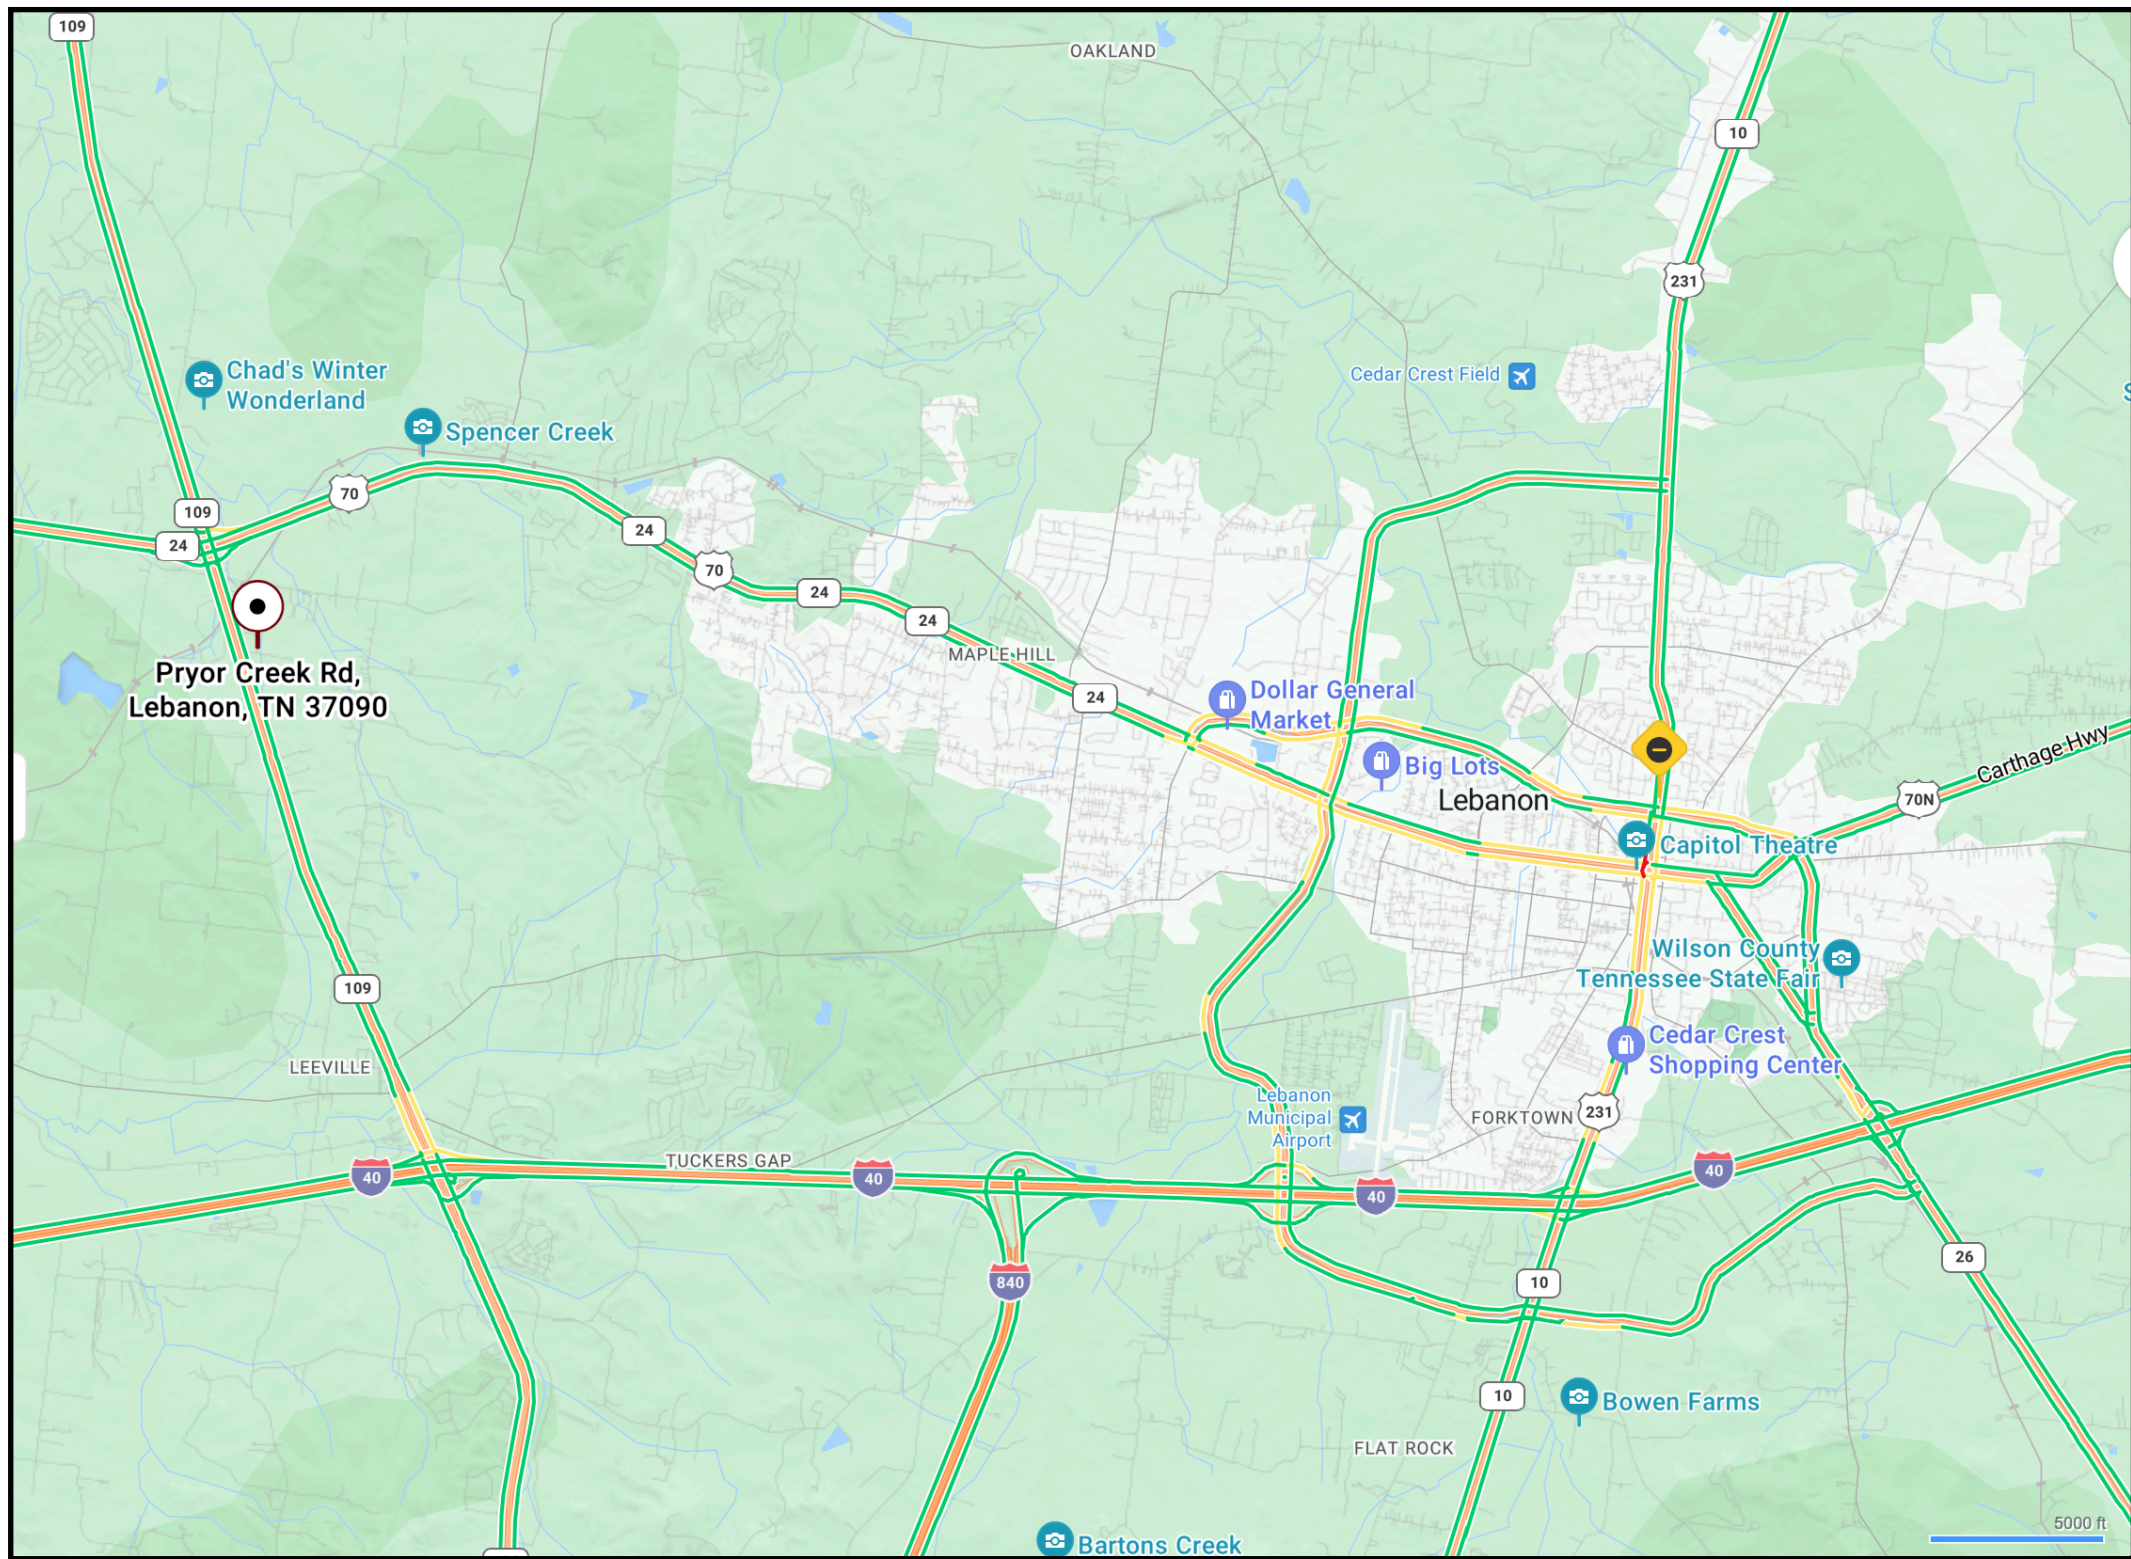 109
OAKLAND
10
231
Chad's Winter
Wonderland
Cedar Crest Field
Spencer Creek
70
109
24
24
70
24
24
Pryor Creek Rd,
Lebanon, TN 37090
MAPLE HILL
24
Dollar General
Market
Big Lots
Lebanon
Carthage Hwy
70N
Capitol Theatre
Wilson County
Tennessee State Fair
109
Cedar Crest
Shopping Center
LEEVILLE
Lebanon
Municipal
Airport
FORKTOWN
231
TUCKERS GAP
40
40
40
40
26
840
10
10
Bowen Farms
FLAT ROCK
5000 ft
Bartons Creek